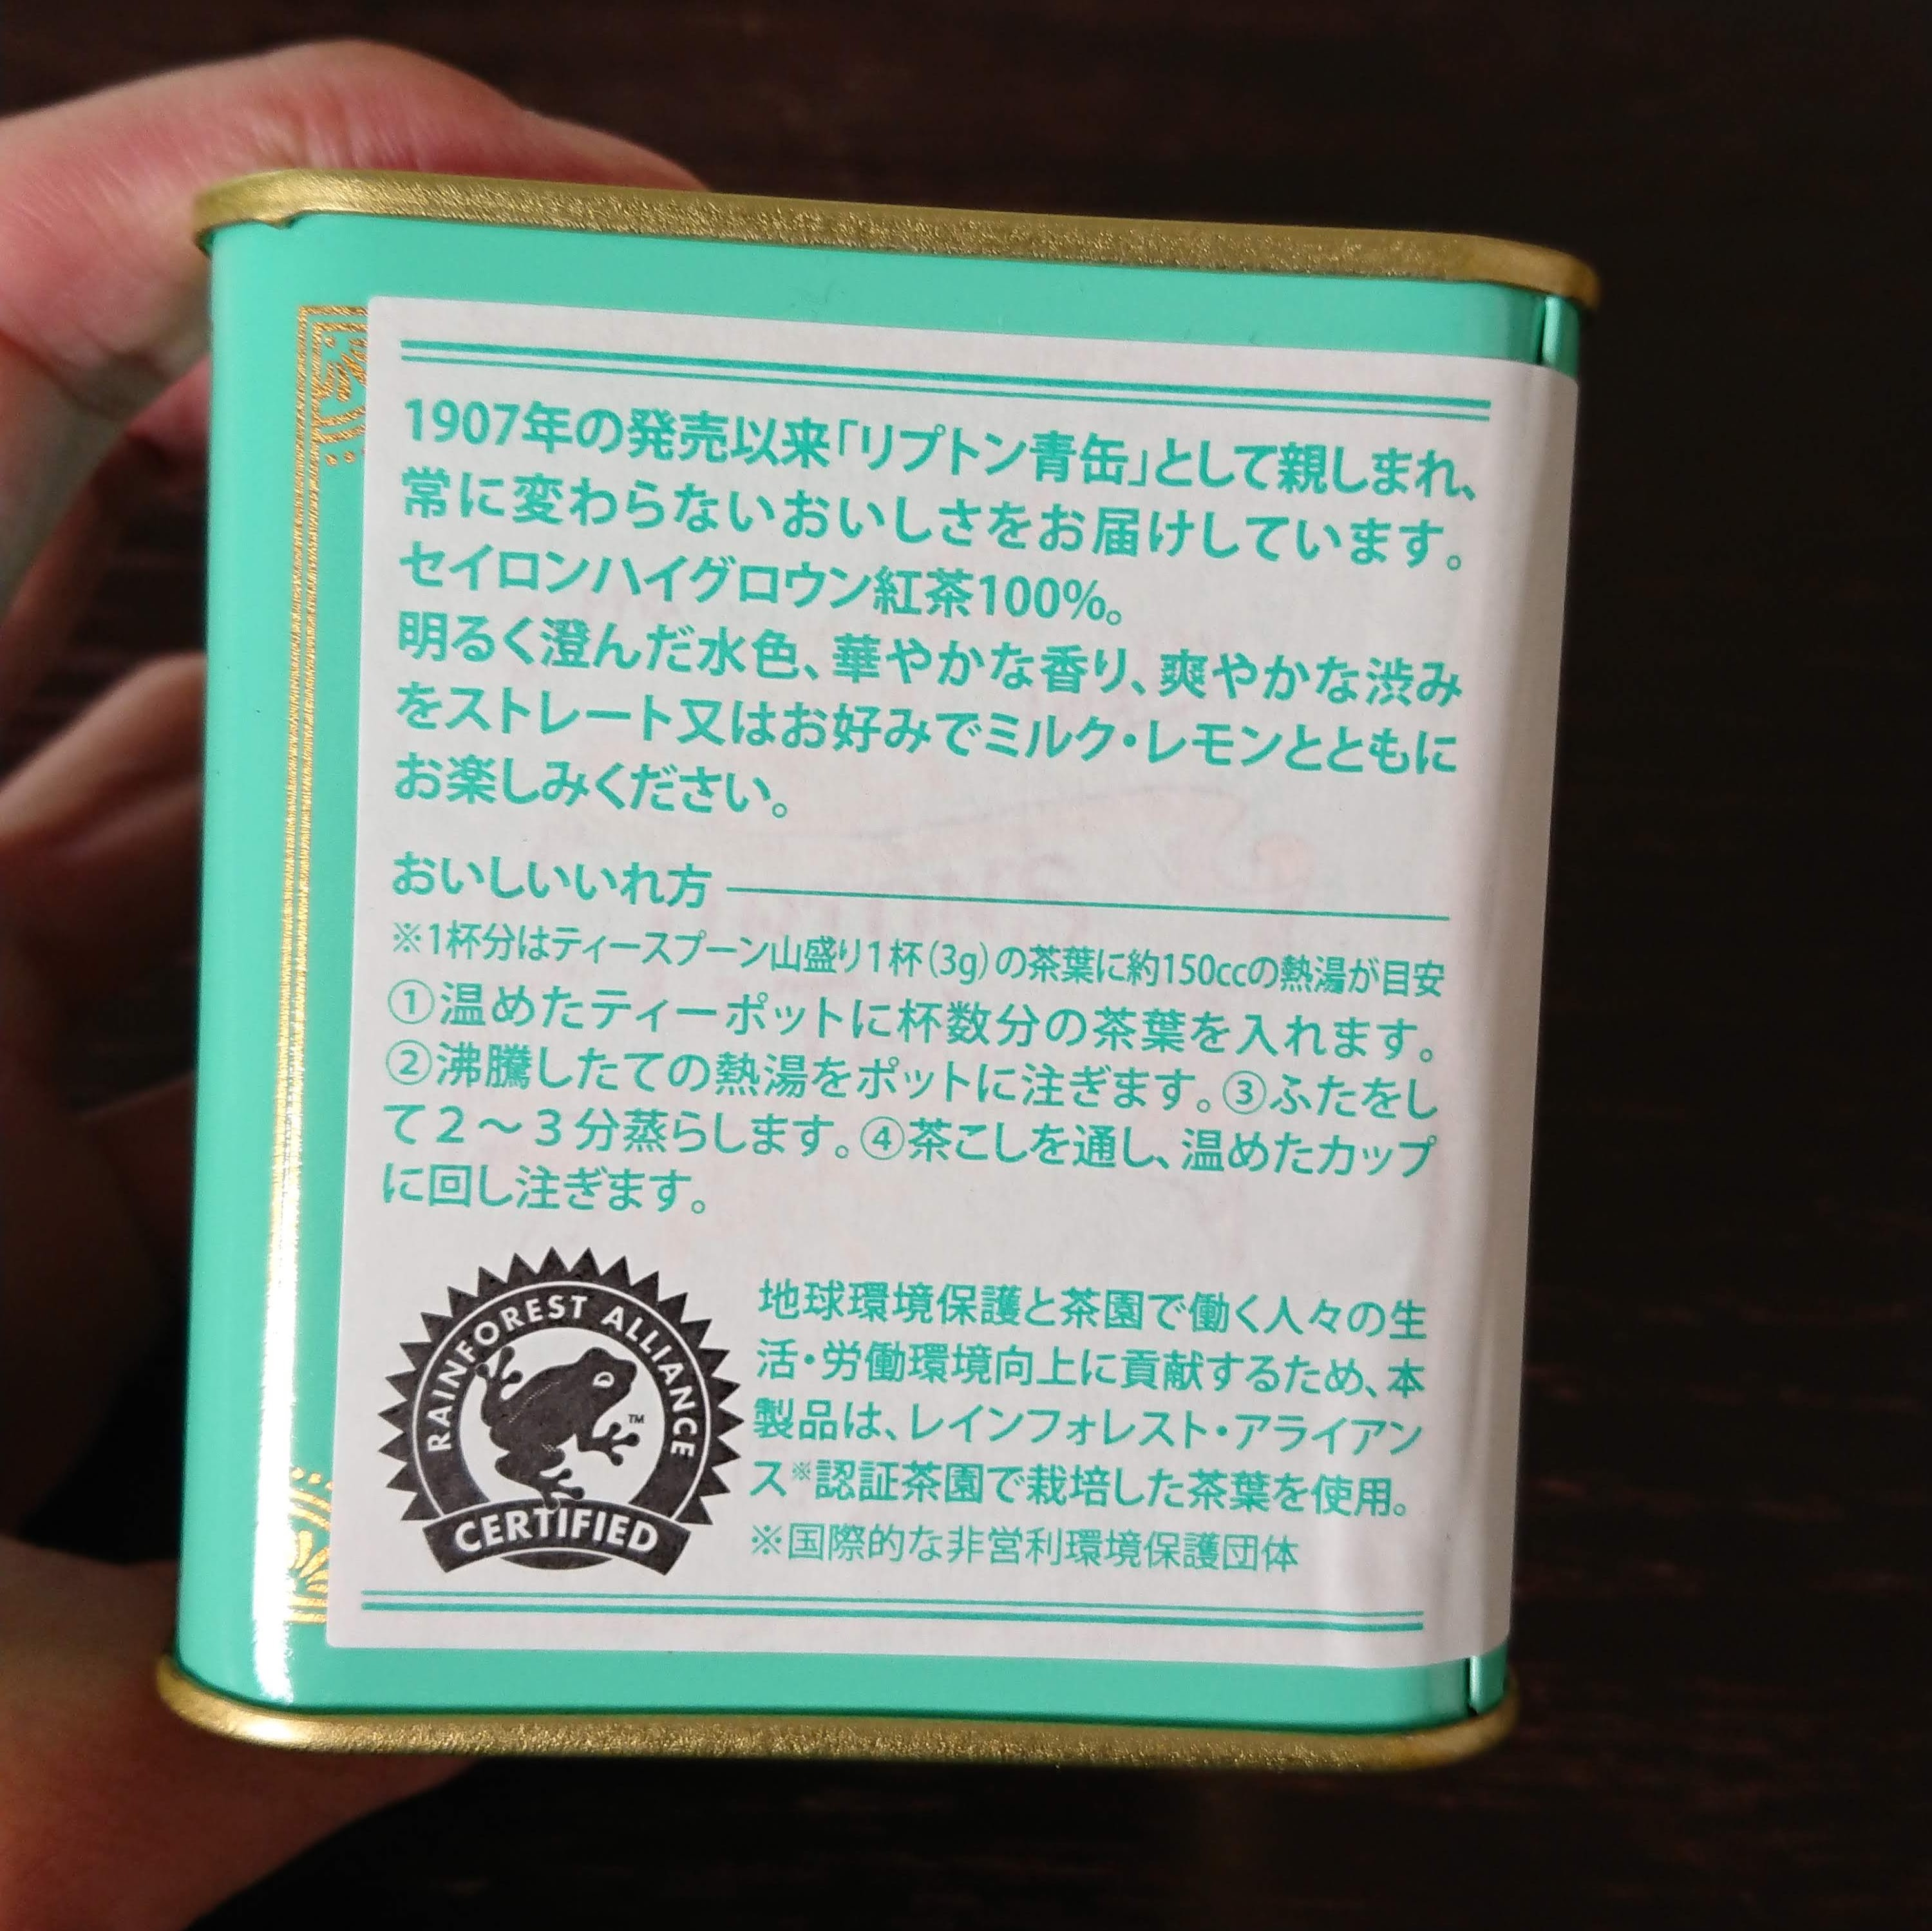 1907年の発売以来「リプトン青缶」として親しまれ、
常に変わらないおいしさをお届けしています。
セイロンハイグロウン紅茶100%。
明るく澄んだ水色、華やかな香り、爽やかな渋み
をストレート又はお好みでミルク・レモンとともに
お楽しみください。
おいしいいれ方
※1杯分はティースプーン山盛り1杯(3g)の茶葉に約150ccの熱湯が目安
①温めたティーポットに杯数分の茶葉を入れます。
②沸騰したての熱湯をポットに注ぎます。③ふたをし
て2～3分蒸らします。④茶こしを通し、温めたカップ
に回し注ぎます。
RAINFOREST ALLIANCE
TM
CERTIFIED
地球環境保護と茶園で働く人々の生
活・労働環境向上に貢献するため、本
製品は、レインフォレスト・アライアン
ス※認証茶園で栽培した茶葉を使用。
※国際的な非営利環境保護団体